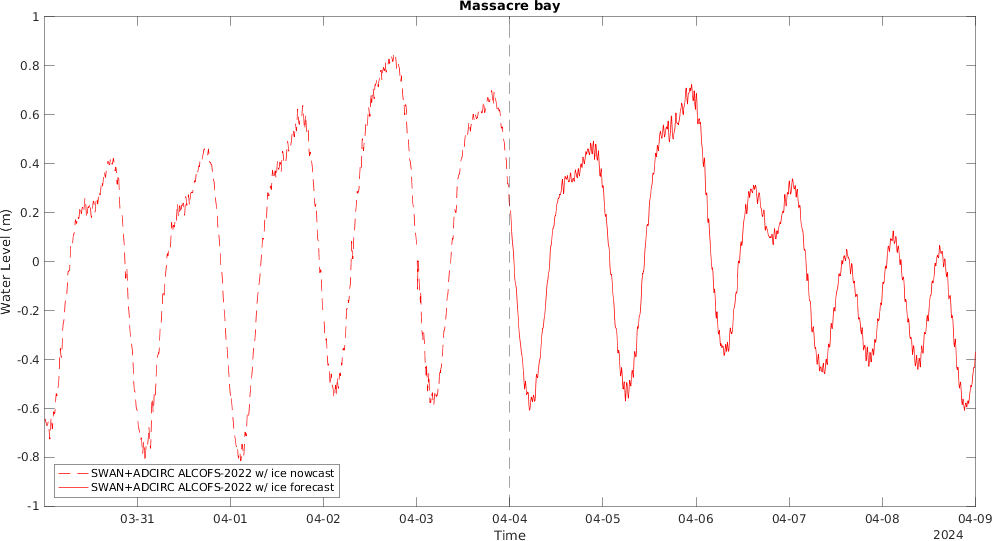 Massacre bay
1
0.8
0.6
0.4
0.2
0
-0.2
-0.4
-0.6
-0.8
-1
Water Level (m)
SWAN+ADCIRC ALCOFS-2022 w/ ice nowcast
SWAN+ADCIRC ALCOFS-2022 w/ ice forecast
03-31 04-01 04-02 04-03 04-04 04-05 04-06 04-07 04-08 04-09
Time
2024